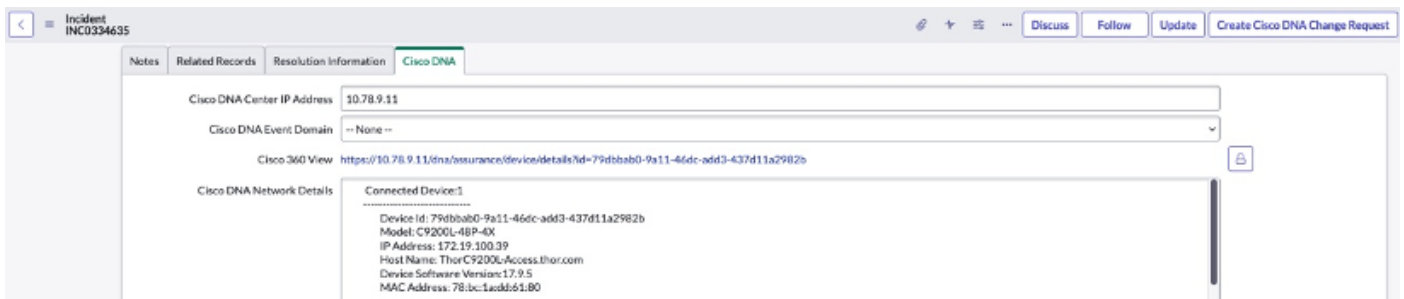 Incident
INC0334635
Discuss
Follow
Update
Create Cisco DNA Change Request
Notes
Related Records
Resolution Information
Cisco DNA
Cisco DNA Center IP Address 10.78.9.11
Cisco DNA Event Domain -- None --
Cisco 360 View https://10.78.9.11/dna/assurance/device/details?id=79dbbab0-9a11-46dc-add3-437d11a2982b
Cisco DNA Network Details Connected Device:1
------------------------------
Device Id: 79dbbab0-9a11-46dc-add3-437d11a2982b
Model: C9200L-48P-4X
IP Address: 172.19.100.39
Host Name: ThorC9200L-Access.thor.com
Device Software Version:17.9.5
MAC Address: 78:bc:1a:dd:61:80